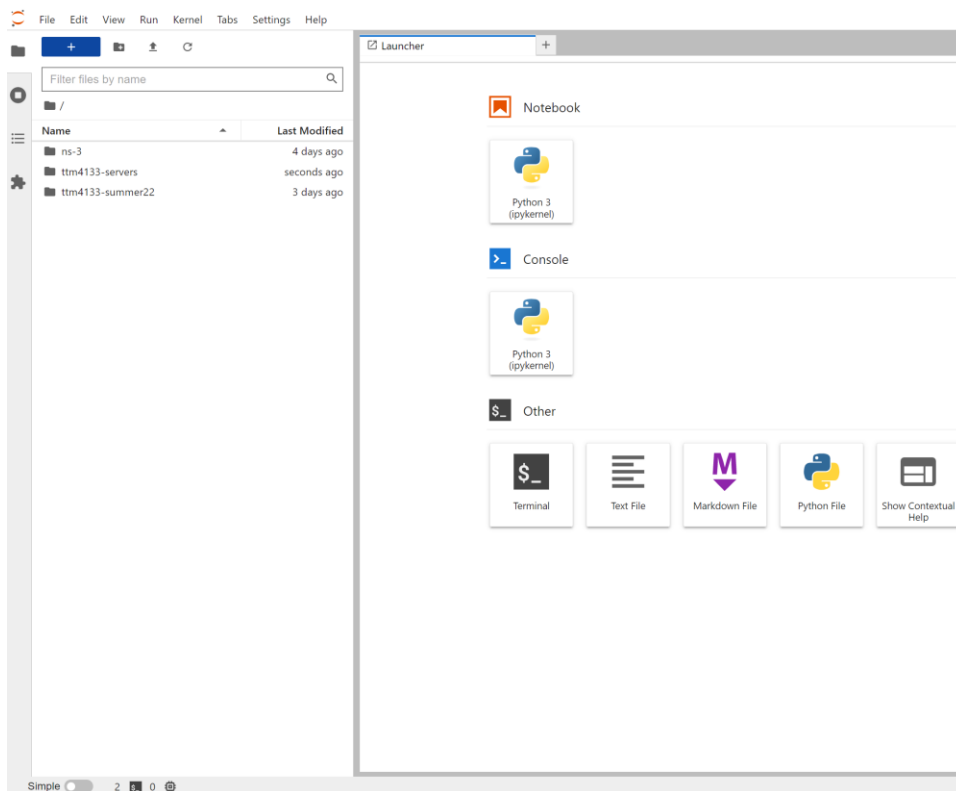 File Edit View Run Kernel Tabs Settings Help
+
Launcher
+
Filter files by name
/
Name Last Modified
ns-3 4 days ago
ttm4133-servers seconds ago
ttm4133-summer22 3 days ago
Notebook
Python 3
(ipykernel)
>_ Console
Python 3
(ipykernel)
$_ Other
$_
M
Terminal Text File Markdown File Python File Show Contextual
Help
Simple 2 $_ 0